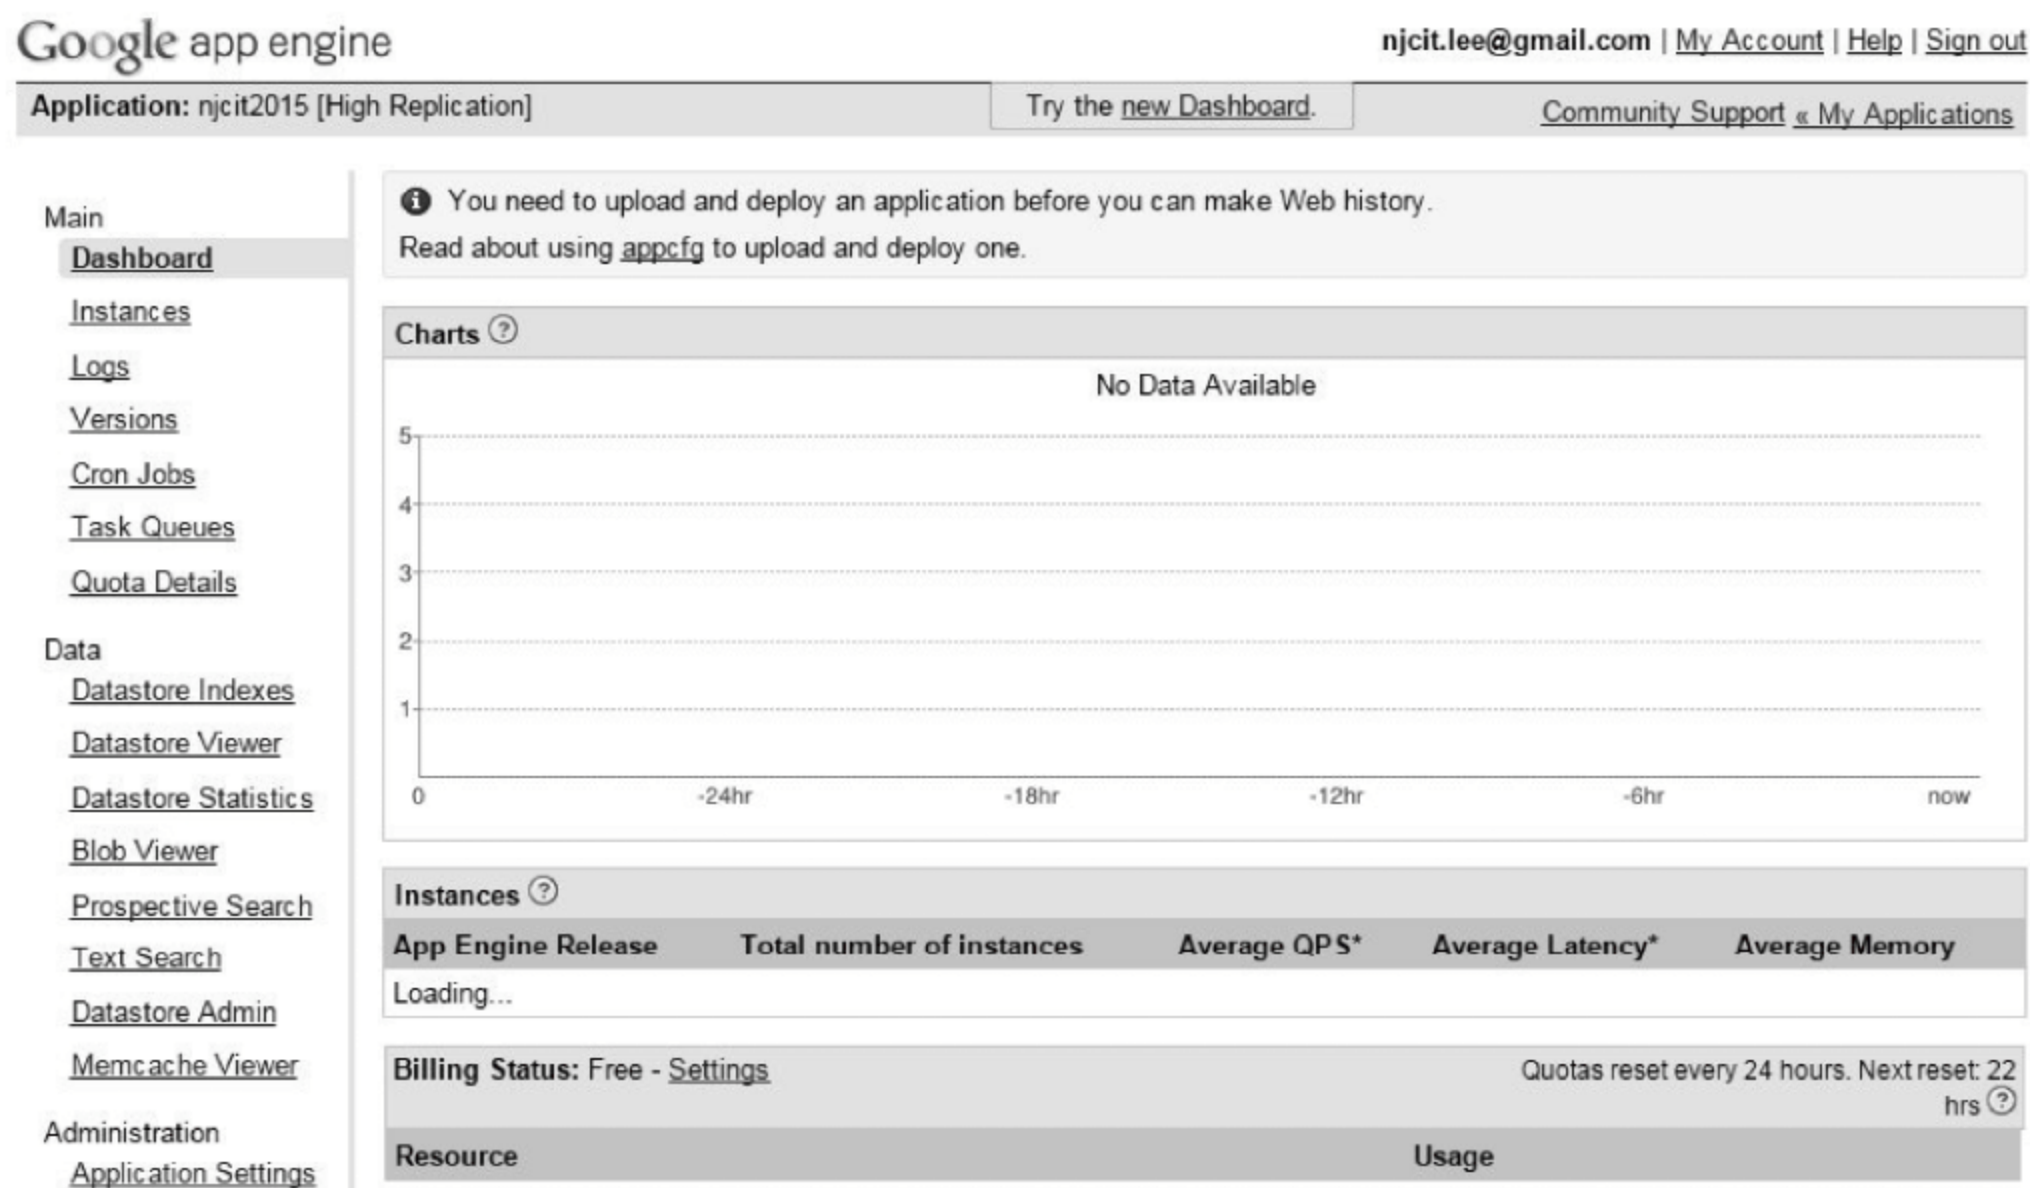 Google app engine
njcit.lee@gmail.com | My Account | Help | Sign out
Application: njcit2015 [High Replication]
Try the new Dashboard.
Community Support « My Applications
Main
Dashboard
Instances
Logs
Versions
Cron Jobs
Task Queues
Quota Details
Data
Datastore Indexes
Datastore Viewer
Datastore Statistics
Blob Viewer
Prospective Search
Text Search
Datastore Admin
Memcache Viewer
Administration
Application Settings
You need to upload and deploy an application before you can make Web history.
Read about using appcfg to upload and deploy one.
Charts ?
No Data Available
5
4
3
2
1
0 -24hr -18hr -12hr -6hr now
Instances ?
App Engine Release Total number of instances Average QPS* Average Latency* Average Memory
Loading...
Billing Status: Free - Settings
Quotas reset every 24 hours. Next reset: 22
hrs ?
Resource Usage